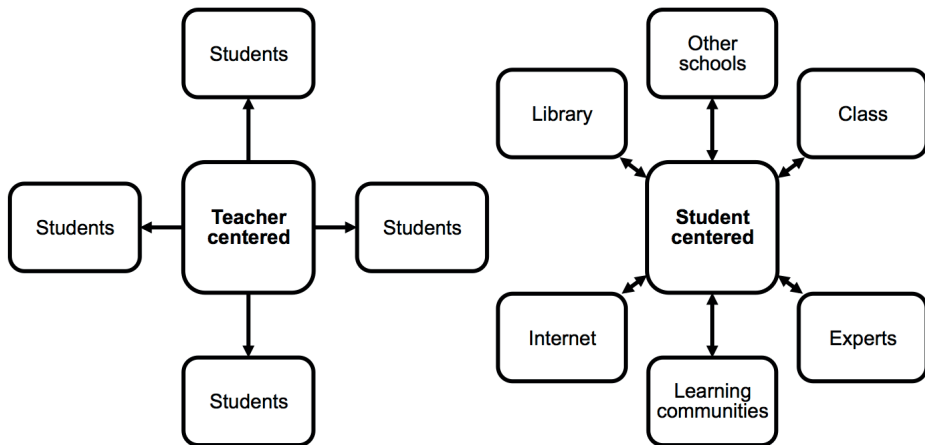 Students
Students
Teacher
centered
Students
Students
Other
schools
Library
Class
Student
centered
Internet
Experts
Learning
communities